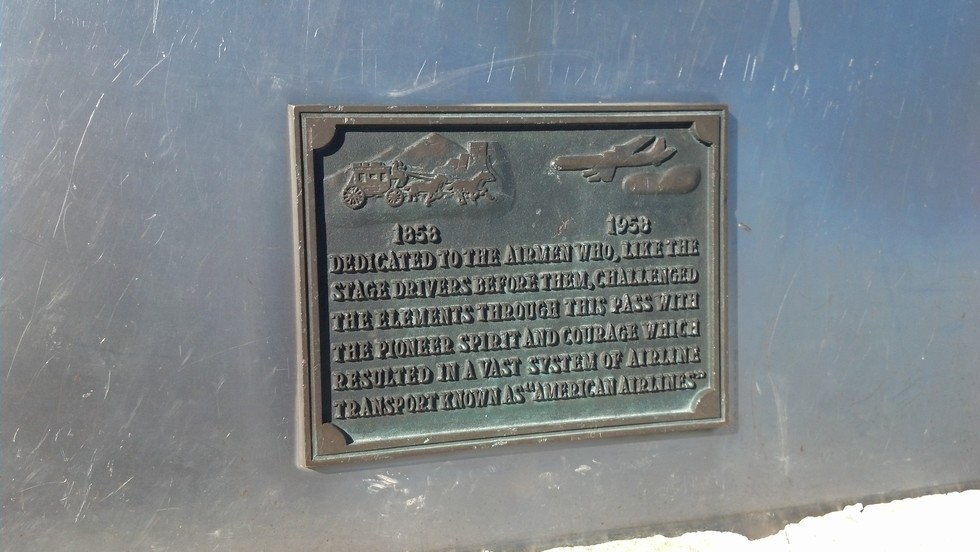 1858 1958
DEDICATED TO THE AIRMEN WHO, LIKE THE
STAGE DRIVERS BEFORE THEM, CHALLENGED
THE ELEMENTS THROUGH THIS PASS WITH
THE PIONEER SPIRIT AND COURAGE WHICH
RESULTED IN A VAST SYSTEM OF AIRLINE
TRANSPORT KNOWN AS "AMERICAN AIRLINES"